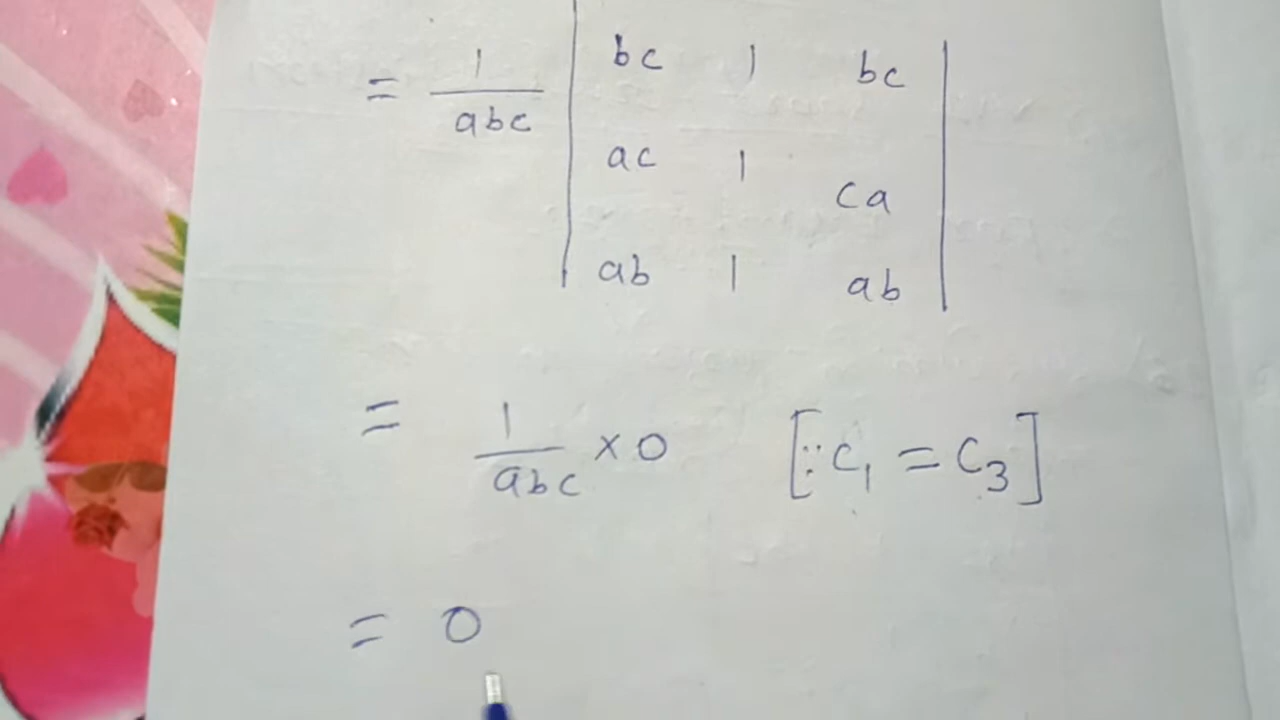 = 1/abc | bc 1 bc |
| ac 1 ca |
| ab 1 ab |
= 1/abc × 0 [∵ C₁ = C₃]
= 0